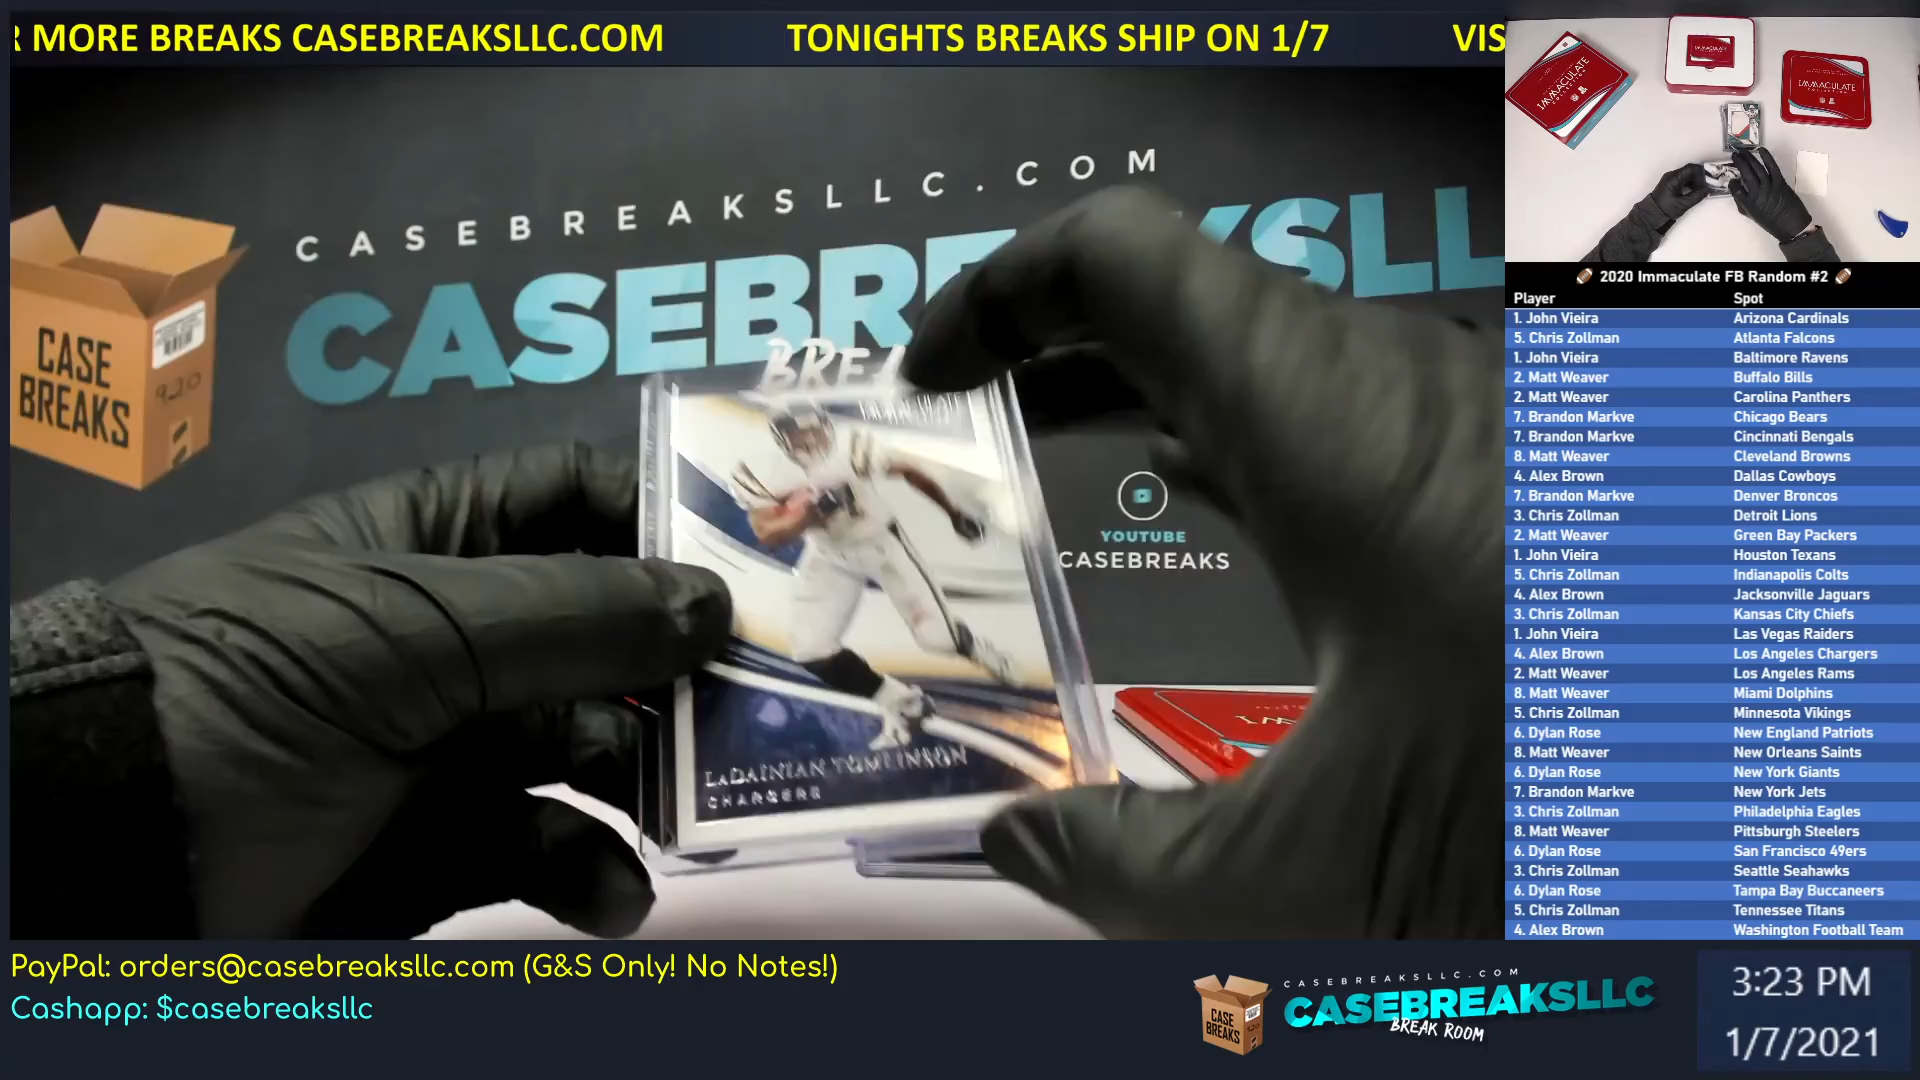 R MORE BREAKS CASEBREAKSLLC.COM TONIGHTS BREAKS SHIP ON 1/7 VIS
CASEBREAKSLLC.COM
CASEBRE KSLL
BREA
CASE
BREAKS
920
YOUTUBE
CASEBREAKS
LADAINIAN TOMLINSON
CHARGERS
IMMACULATE
IMMACULATE
IMMACULATE
🏈 2020 Immaculate FB Random #2 🏈
Player Spot
1. John Vieira Arizona Cardinals
5. Chris Zollman Atlanta Falcons
1. John Vieira Baltimore Ravens
2. Matt Weaver Buffalo Bills
2. Matt Weaver Carolina Panthers
7. Brandon Markve Chicago Bears
7. Brandon Markve Cincinnati Bengals
8. Matt Weaver Cleveland Browns
4. Alex Brown Dallas Cowboys
7. Brandon Markve Denver Broncos
3. Chris Zollman Detroit Lions
2. Matt Weaver Green Bay Packers
1. John Vieira Houston Texans
5. Chris Zollman Indianapolis Colts
4. Alex Brown Jacksonville Jaguars
3. Chris Zollman Kansas City Chiefs
1. John Vieira Las Vegas Raiders
4. Alex Brown Los Angeles Chargers
2. Matt Weaver Los Angeles Rams
8. Matt Weaver Miami Dolphins
5. Chris Zollman Minnesota Vikings
6. Dylan Rose New England Patriots
8. Matt Weaver New Orleans Saints
6. Dylan Rose New York Giants
7. Brandon Markve New York Jets
3. Chris Zollman Philadelphia Eagles
8. Matt Weaver Pittsburgh Steelers
6. Dylan Rose San Francisco 49ers
3. Chris Zollman Seattle Seahawks
6. Dylan Rose Tampa Bay Buccaneers
5. Chris Zollman Tennessee Titans
4. Alex Brown Washington Football Team
PayPal: orders@casebreaksllc.com (G&S Only! No Notes!)
Cashapp: $casebreaksllc
CASE
BREAKS
CASEBREAKSLLC.COM
CASEBREAKSLLC
BREAK ROOM
3:23 PM
1/7/2021